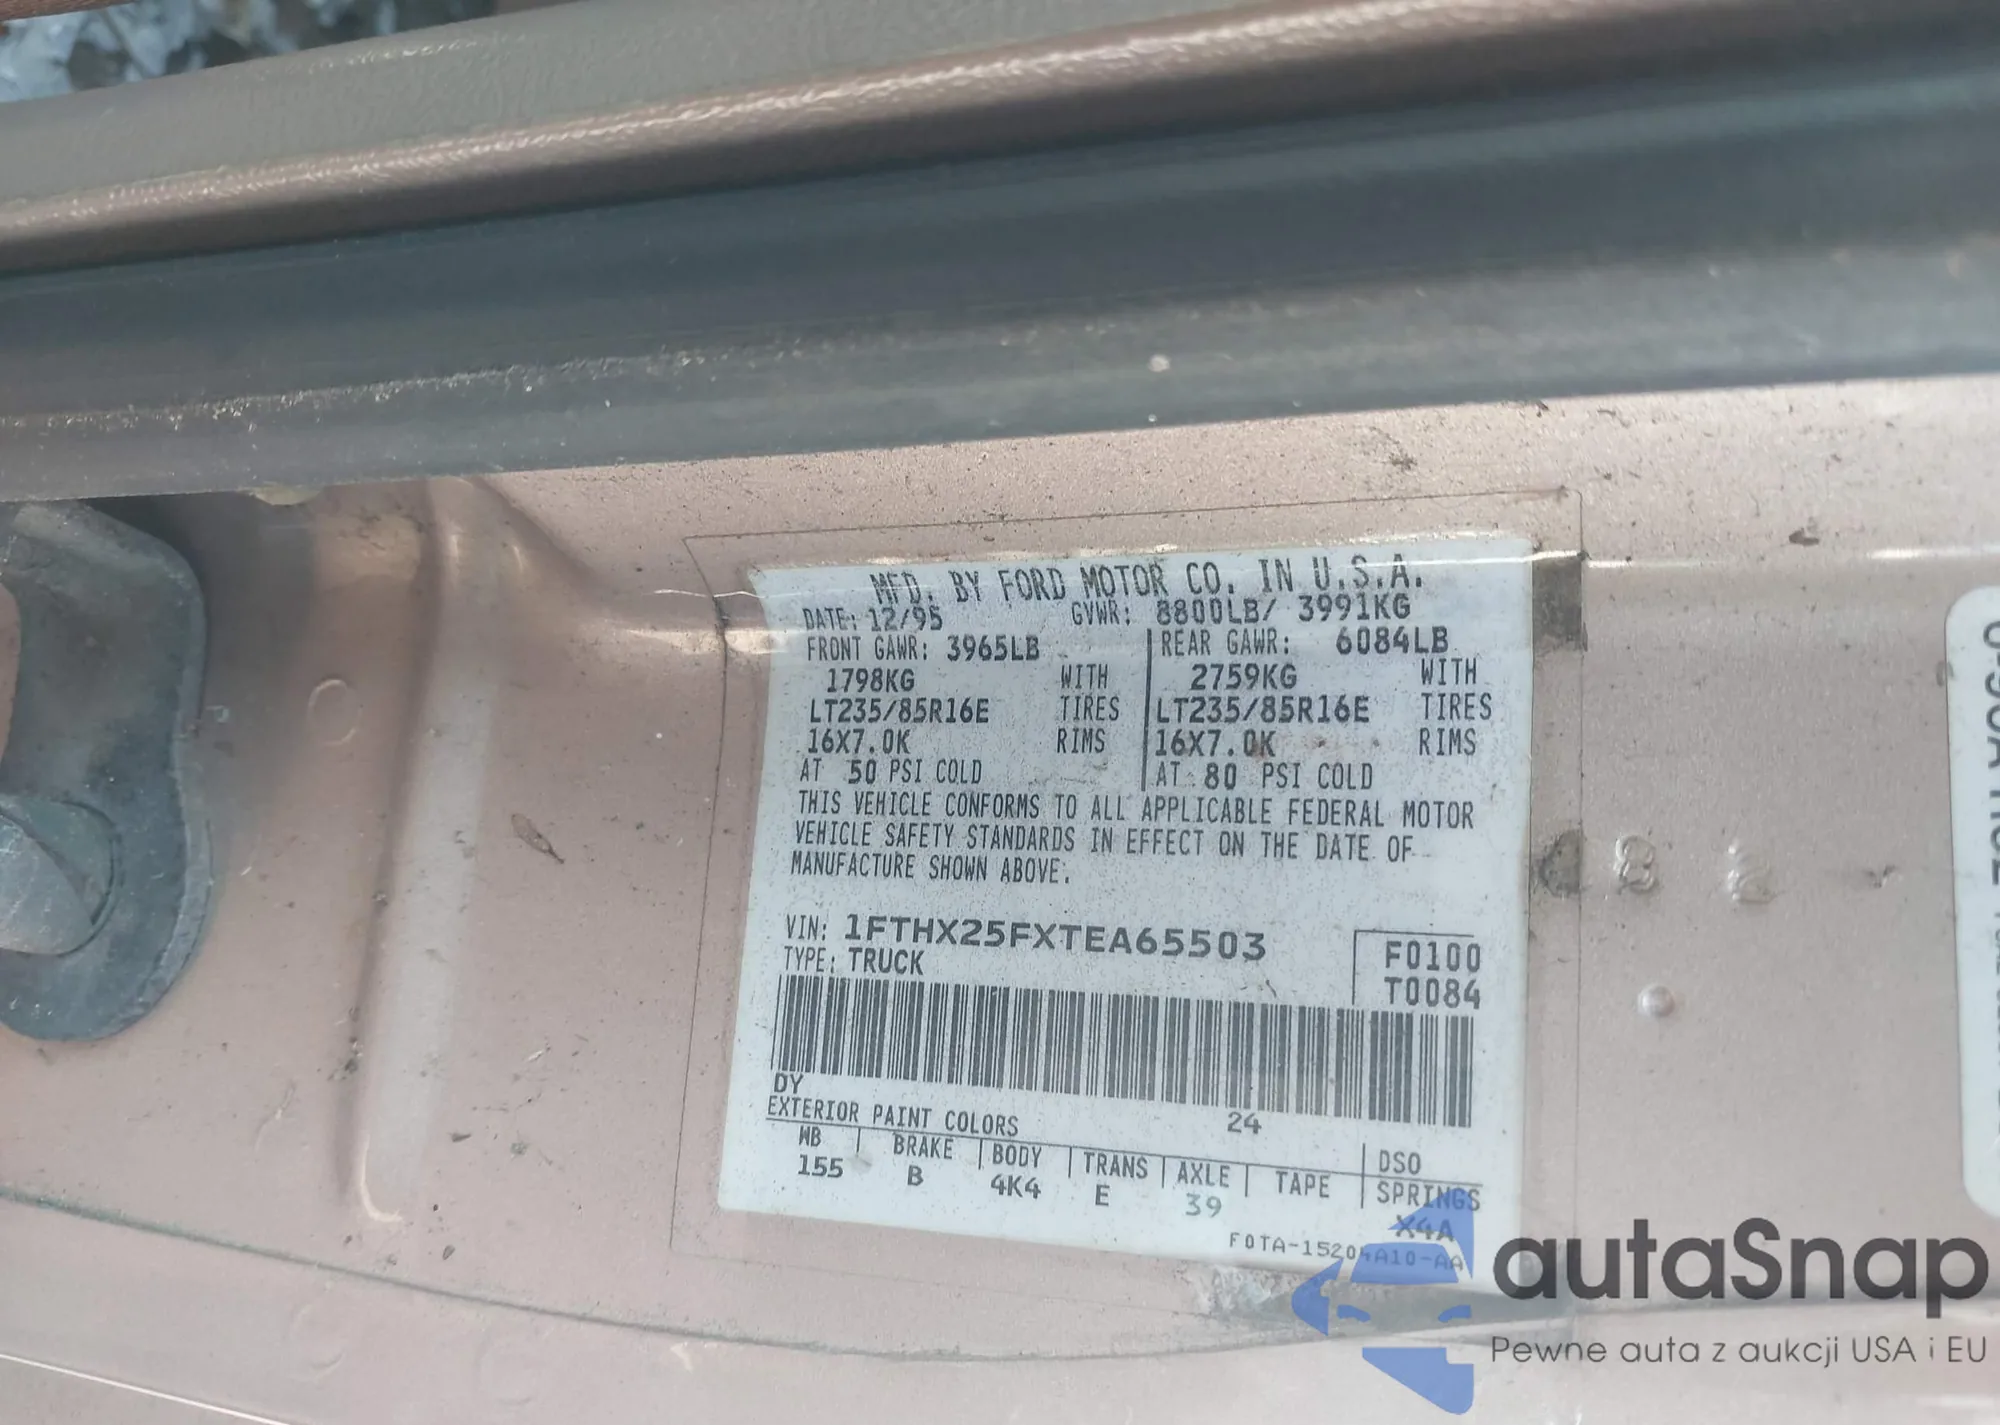 MFD. BY FORD MOTOR CO. IN U.S.A.
DATE: 12/95 GVWR: 8800LB/ 3991KG
FRONT GAWR: 3965LB REAR GAWR: 6084LB
1798KG WITH 2759KG WITH
LT235/85R16E TIRES LT235/85R16E TIRES
16X7.0K RIMS 16X7.0K RIMS
AT 50 PSI COLD AT 80 PSI COLD
THIS VEHICLE CONFORMS TO ALL APPLICABLE FEDERAL MOTOR
VEHICLE SAFETY STANDARDS IN EFFECT ON THE DATE OF
MANUFACTURE SHOWN ABOVE.
VIN: 1FTHX25FXTEA65503 F0100
TYPE: TRUCK T0084
DY
EXTERIOR PAINT COLORS 24 DSO
WB BRAKE BODY TRANS AXLE TAPE SPRINGS
155 B 4K4 E 39 X4A
F0TA-15204A10-AA
autaSnap
Pewne auta z aukcji USA i EU